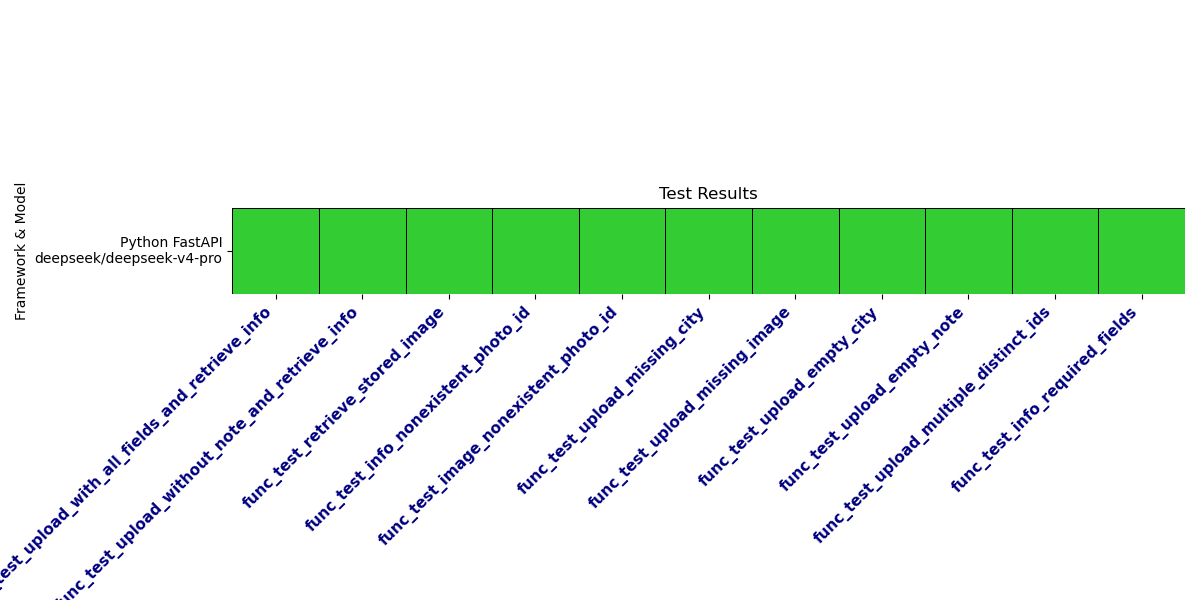 Test Results
Framework & Model
Python FastAPI
deepseek/deepseek-v4-pro
_test_upload_with_all_fields_and_retrieve_info
func_test_upload_without_note_and_retrieve_info
func_test_retrieve_stored_image
func_test_info_nonexistent_photo_id
func_test_image_nonexistent_photo_id
func_test_upload_missing_city
func_test_upload_missing_image
func_test_upload_empty_city
func_test_upload_empty_note
func_test_upload_multiple_distinct_ids
func_test_info_required_fields